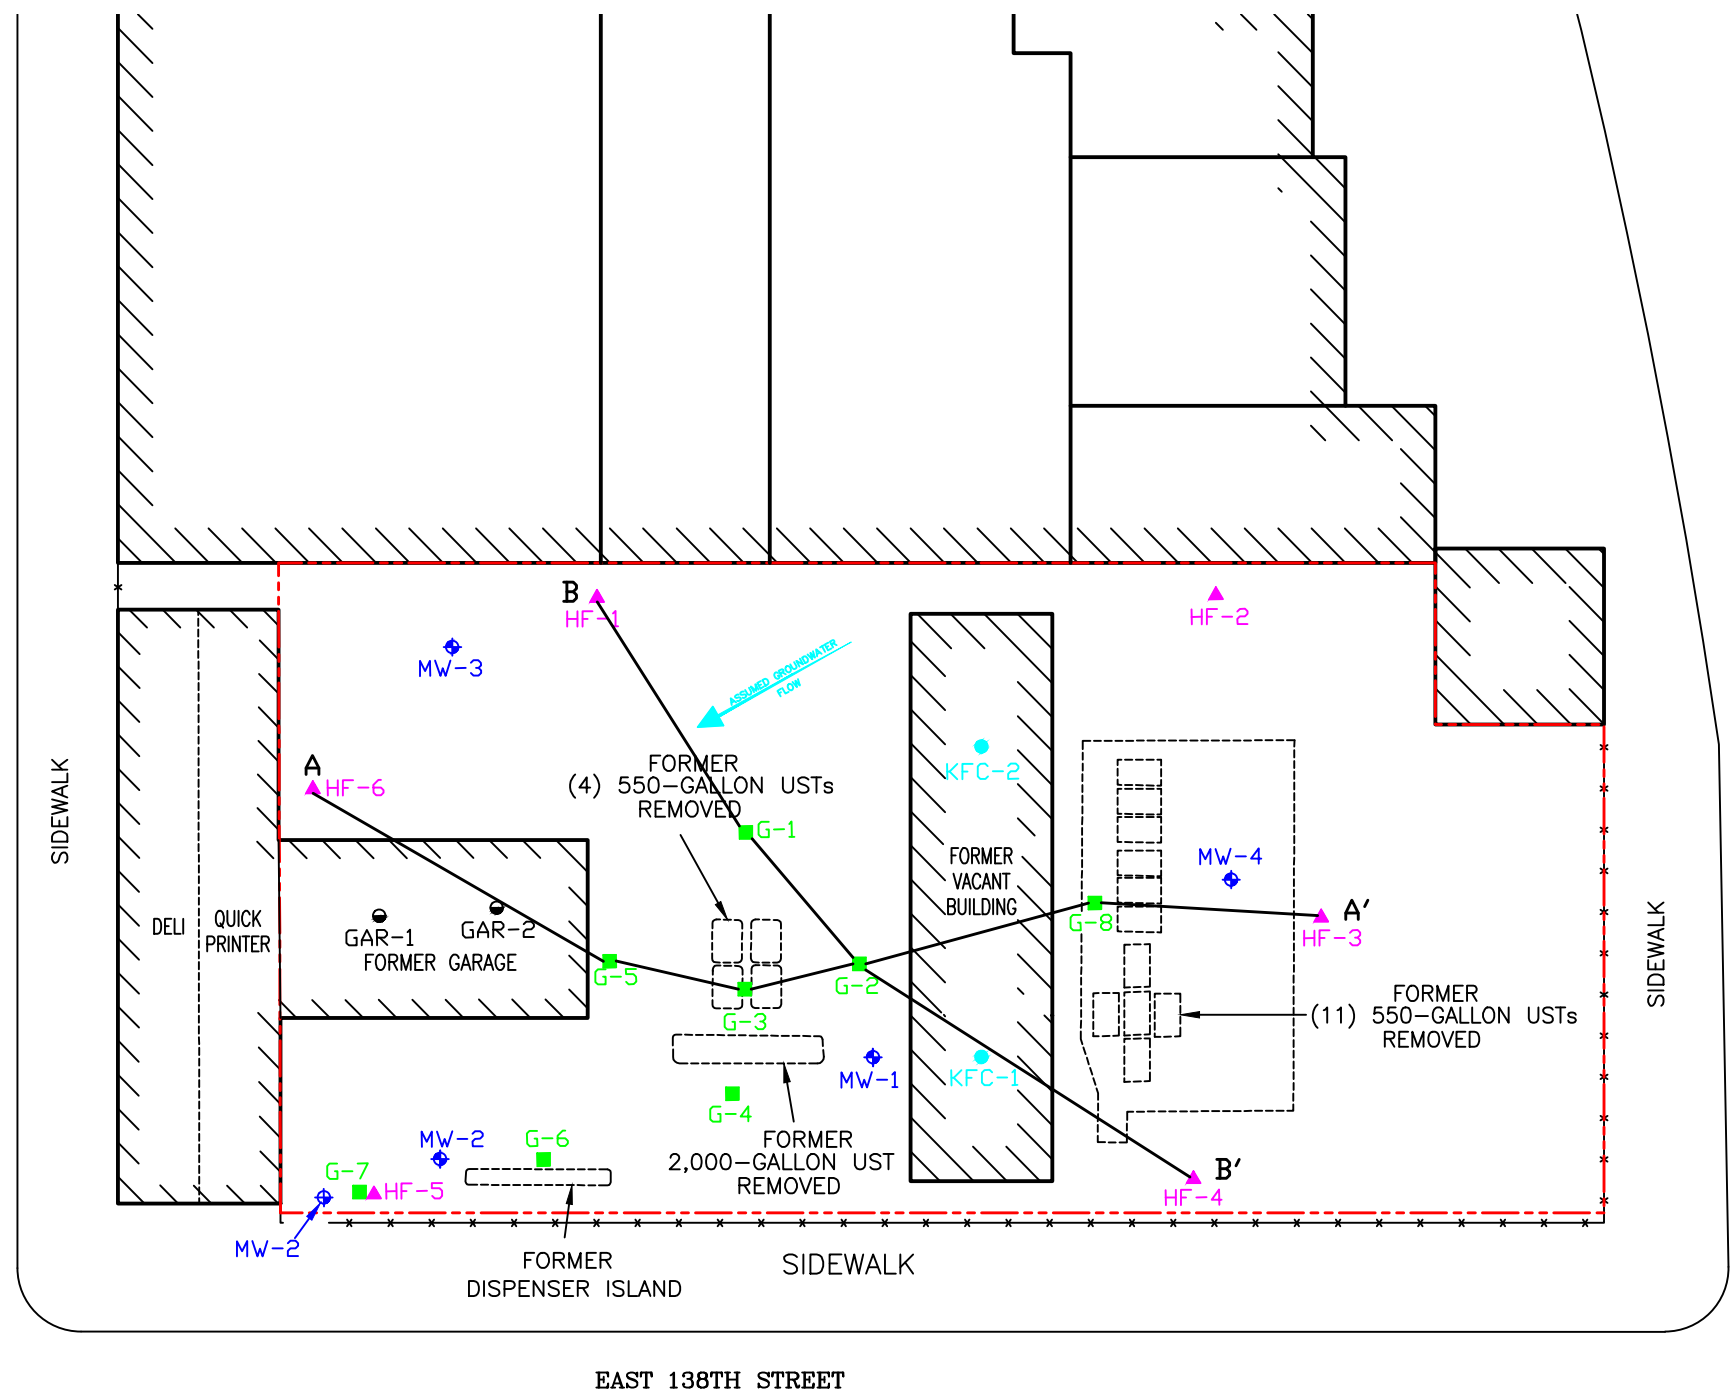 B
HF-1
HF-2
MW-3
ASSUMED GROUNDWATER
FLOW
A
HF-6
FORMER
(4) 550-GALLON USTs
REMOVED
KFC-2
G-1
SIDEWALK
FORMER
VACANT
BUILDING
MW-4
DELI
QUICK
PRINTER
GAR-1
GAR-2
FORMER GARAGE
G-8
A'
HF-3
SIDEWALK
G-5
G-2
G-3
FORMER
(11) 550-GALLON USTs
REMOVED
MW-1
KFC-1
G-4
MW-2
G-6
FORMER
2,000-GALLON UST
REMOVED
G-7
HF-5
B'
HF-4
MW-2
FORMER
DISPENSER ISLAND
SIDEWALK
EAST 138TH STREET